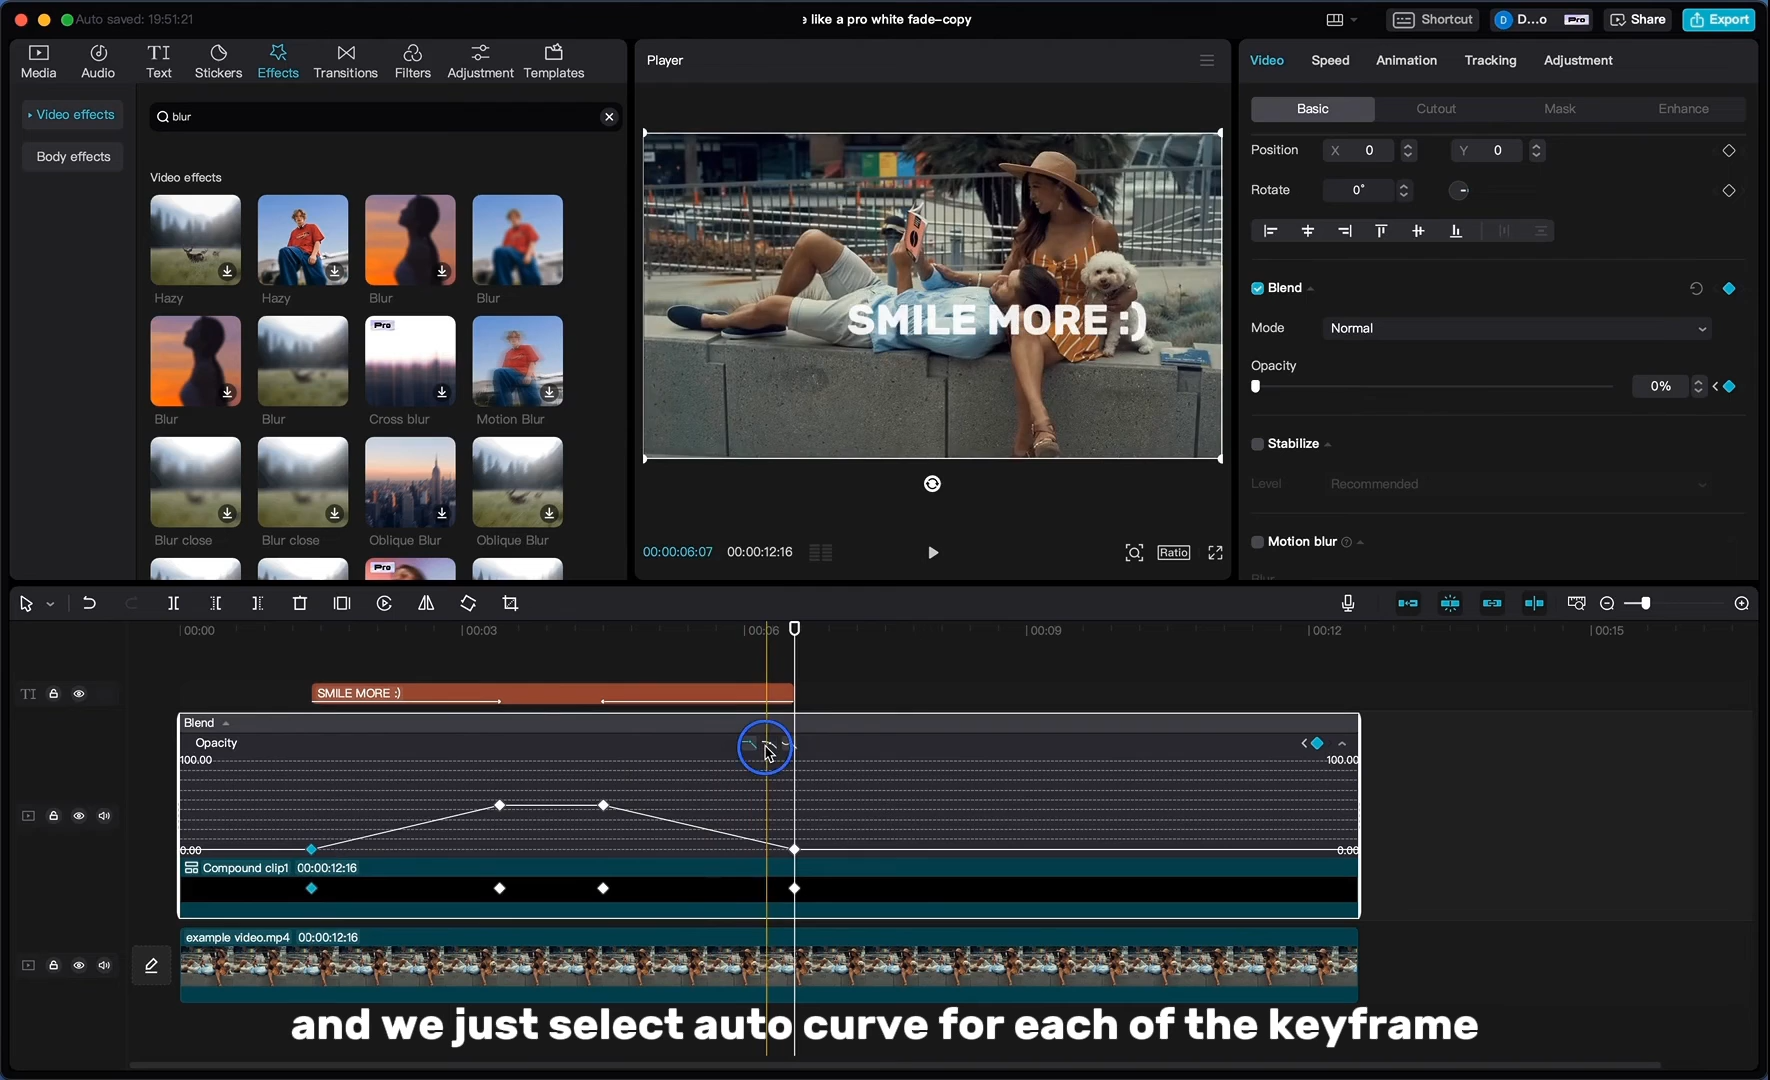 Auto saved: 19:51:21
e like a pro white fade-copy
Shortcut
D
D...o
Pro
Share
Export
Media
Audio
TI
Text
Stickers
Effects
Transitions
Filters
Adjustment
Templates
Video effects
Body effects
blur
Video effects
Hazy
Hazy
Blur
Blur
Blur
Blur
Pro
Cross blur
Motion Blur
Blur close
Blur close
Oblique Blur
Oblique Blur
Pro
Player
SMILE MORE :)
00:00:06:07
00:00:12:16
Ratio
Video
Speed
Animation
Tracking
Adjustment
Basic
Cutout
Mask
Enhance
Position
X
0
Y
0
Rotate
0°
Blend
Mode
Normal
Opacity
0%
Stabilize
Level
Recommended
Motion blur
Blur
00:00
00:03
00:06
00:09
00:12
00:15
TI
SMILE MORE :)
Blend
Opacity
100.00
100.00
0.00
0.00
Compound clip1 00:00:12:16
example video.mp4 00:00:12:16
and we just select auto curve for each of the keyframe